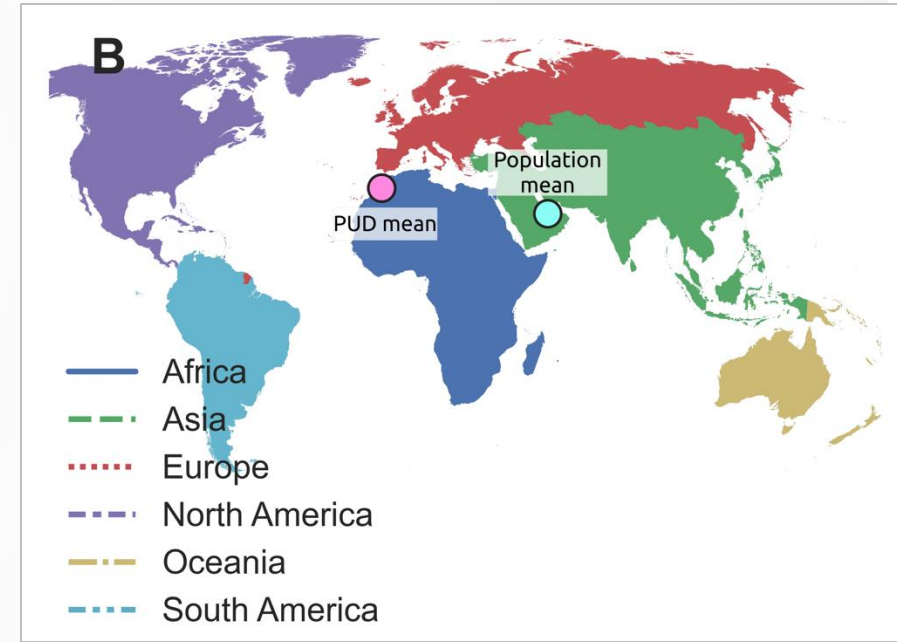 B
Population
mean
PUD mean
Africa
Asia
Europe
North America
Oceania
South America